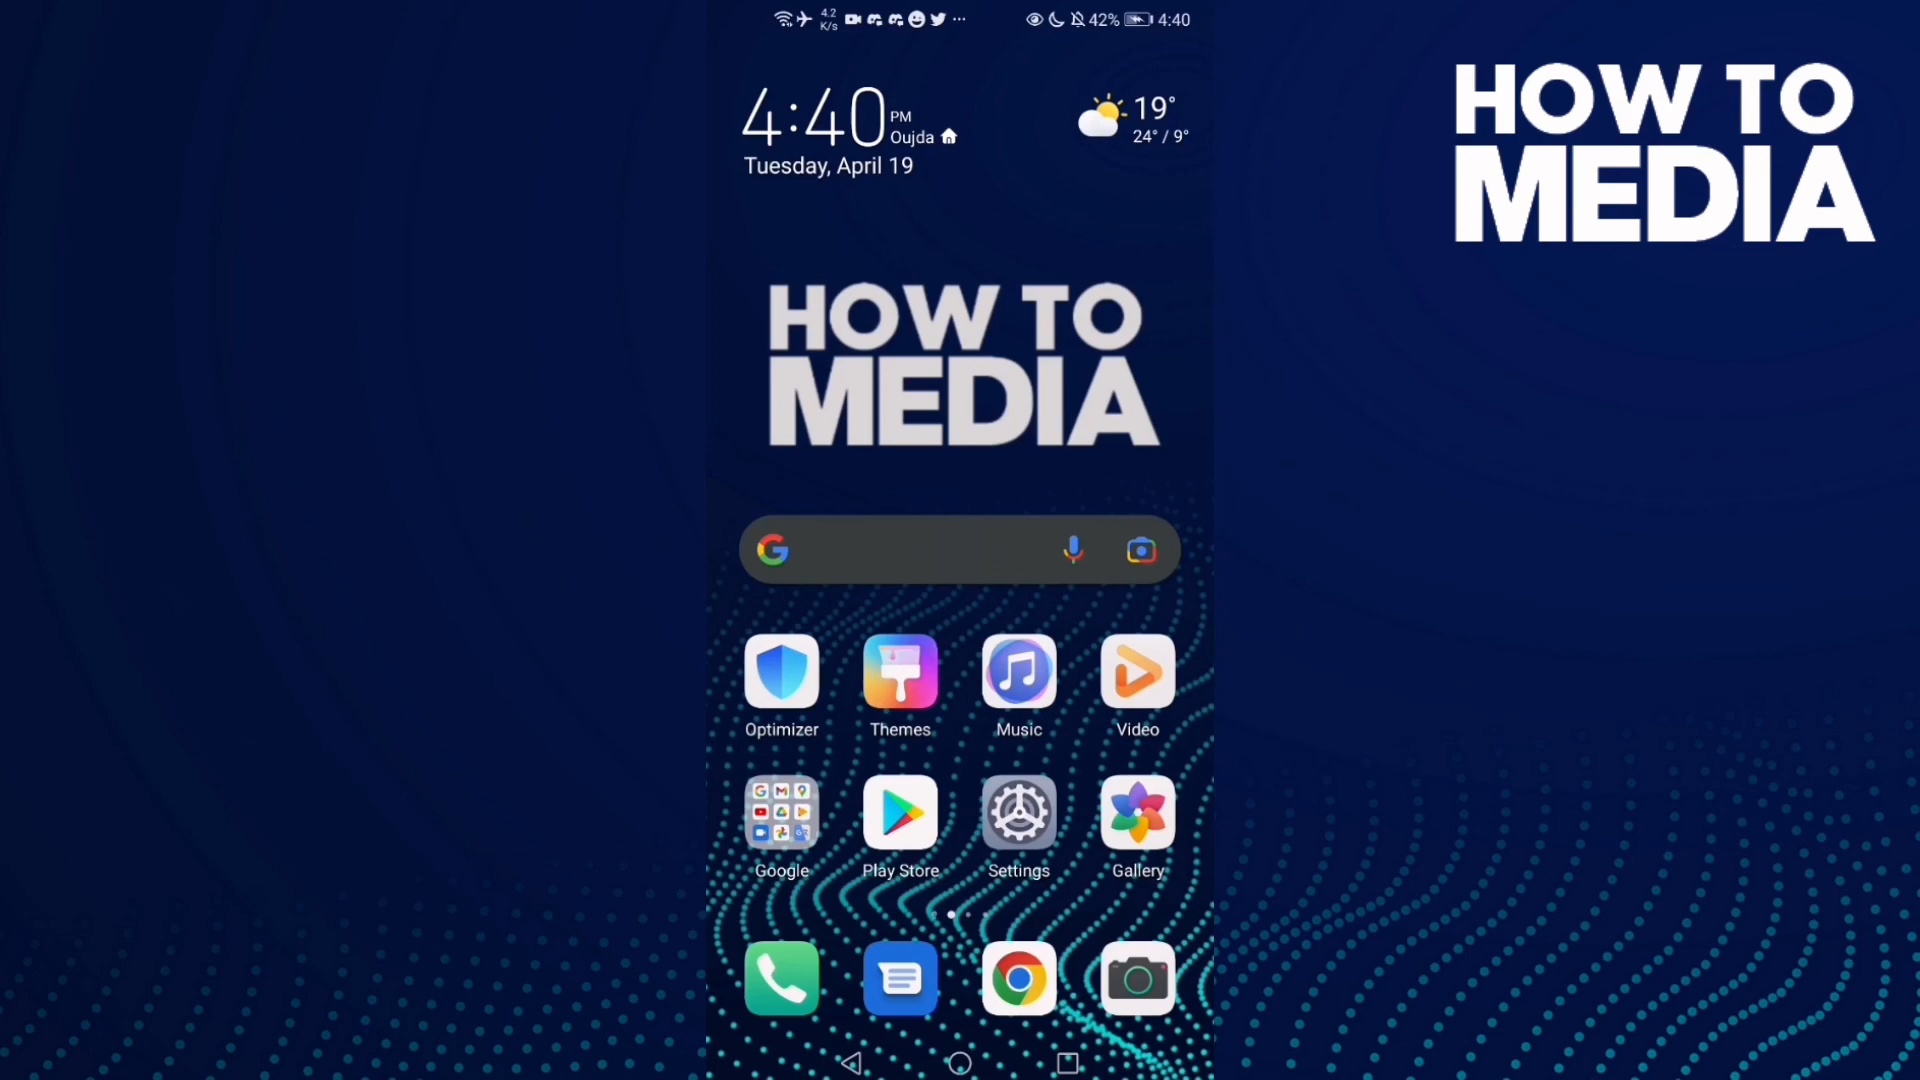 4.2
K/s
42%
4:40
4:40 PM
Oujda
Tuesday, April 19
19°
24° / 9°
HOW TO
MEDIA
HOW TO
MEDIA
Optimizer
Themes
Music
Video
Google
Play Store
Settings
Gallery